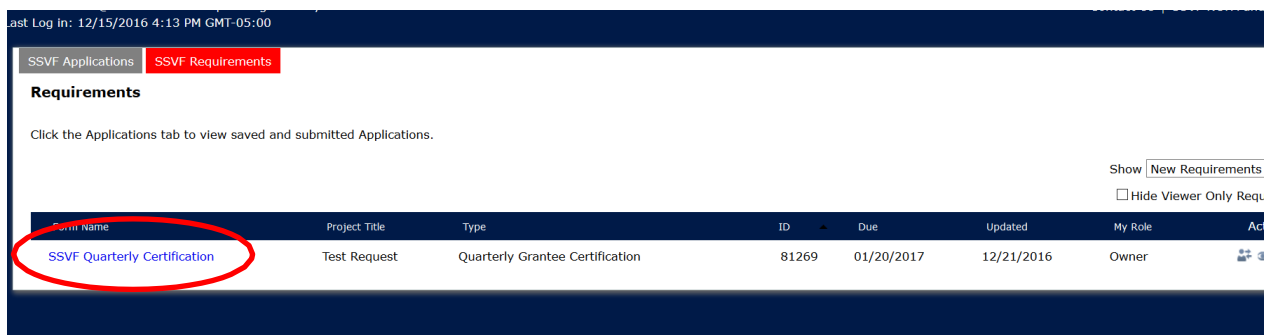 Last Log in: 12/15/2016 4:13 PM GMT-05:00
SSVF Applications SSVF Requirements
Requirements
Click the Applications tab to view saved and submitted Applications.
Show New Requirements
Hide Viewer Only Requ
Form Name Project Title Type ID Due Updated My Role Act
SSVF Quarterly Certification Test Request Quarterly Grantee Certification 81269 01/20/2017 12/21/2016 Owner